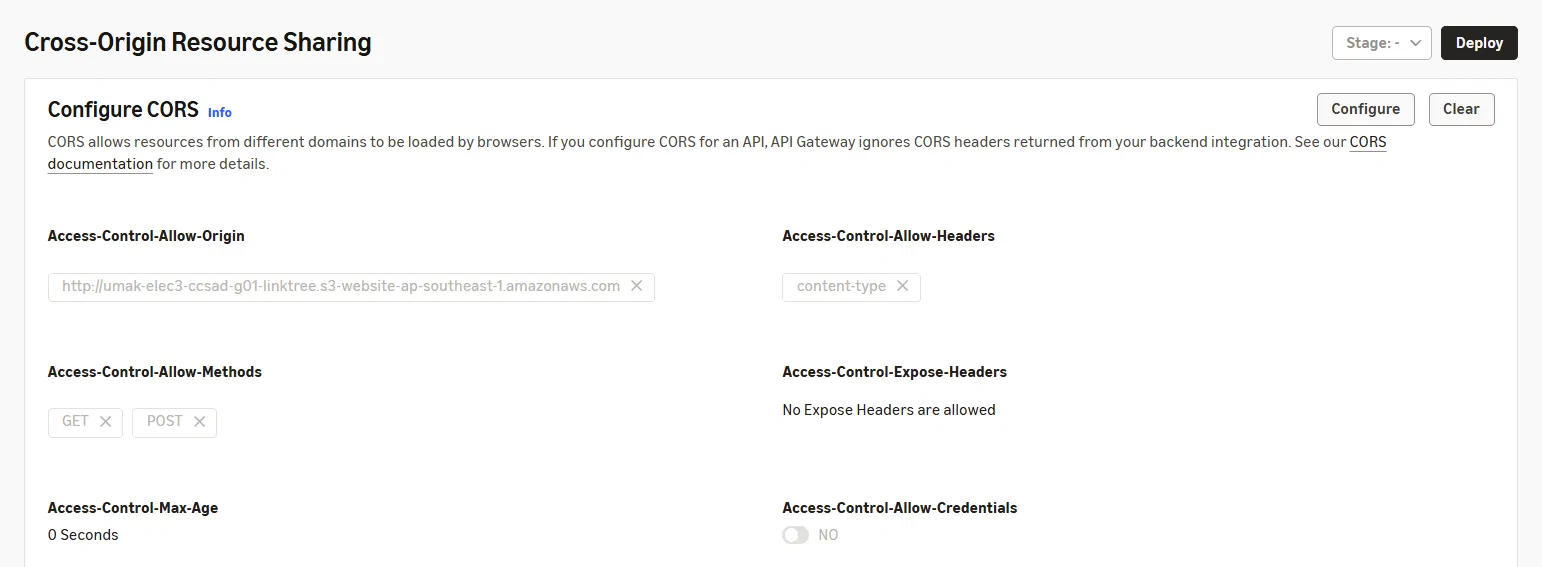 Cross-Origin Resource Sharing
Stage: -
Deploy
Configure CORS Info
Configure
Clear
CORS allows resources from different domains to be loaded by browsers. If you configure CORS for an API, API Gateway ignores CORS headers returned from your backend integration. See our CORS
documentation for more details.
Access-Control-Allow-Origin
Access-Control-Allow-Headers
http://umak-elec3-ccsad-g01-linktree.s3-website-ap-southeast-1.amazonaws.com
content-type
Access-Control-Allow-Methods
Access-Control-Expose-Headers
GET
POST
No Expose Headers are allowed
Access-Control-Max-Age
Access-Control-Allow-Credentials
0 Seconds
NO